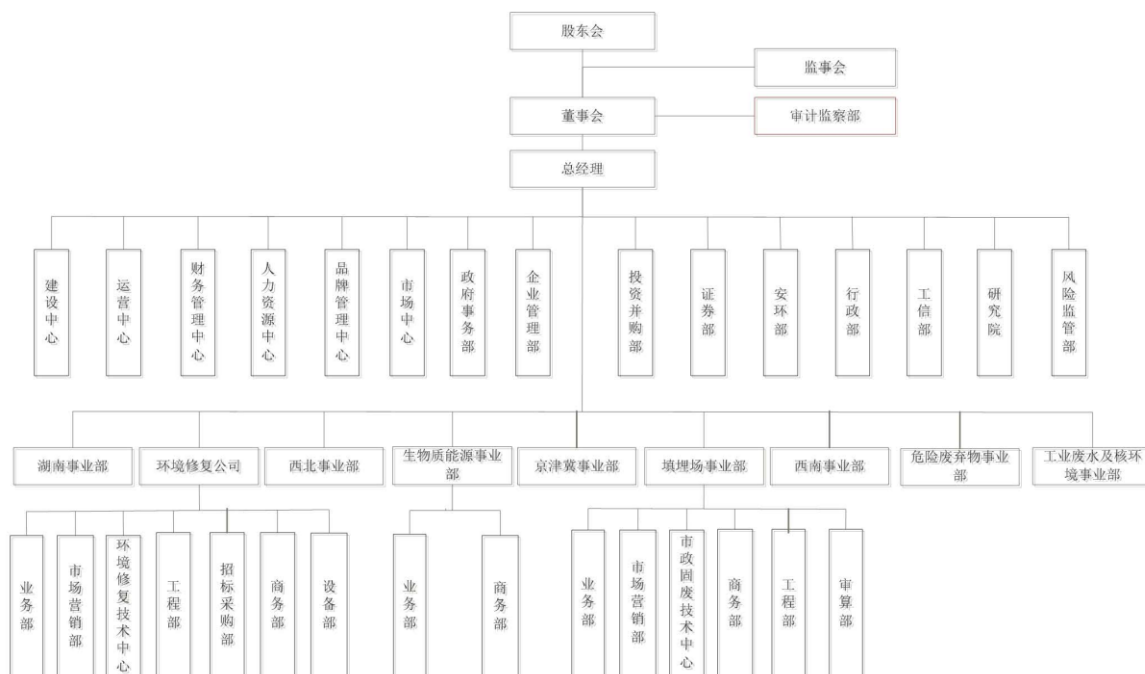 股东会
监事会
董事会
审计监察部
总经理
建设中心
运营中心
财务管理中心
人力资源中心
品牌管理中心
市场中心
政府事务部
企业管理部
投资并购部
证券部
安环部
行政部
工信部
研究院
风险监管部
湖南事业部
环境修复公司
西北事业部
生物质能源事业
部
京津冀事业部
填埋场事业部
西南事业部
危险废弃物事业
部
工业废水及核环
境事业部
业务部
市场营销部
环境修复技术中心
工程部
招标采购部
商务部
设备部
业务部
商务部
业务部
市场营销部
市政固废技术中心
商务部
工程部
审算部